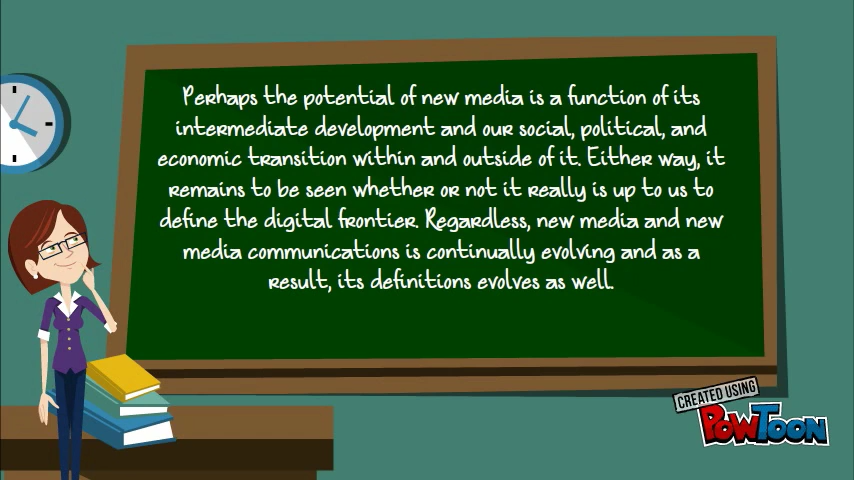 Perhaps the potential of new media is a function of its
intermediate development and our social, political, and
economic transition within and outside of it. Either way, it
remains to be seen whether or not it really is up to us to
define the digital frontier. Regardless, new media and new
media communications is continually evolving and as a
result, its definitions evolves as well.
CREATED USING
POWTOON